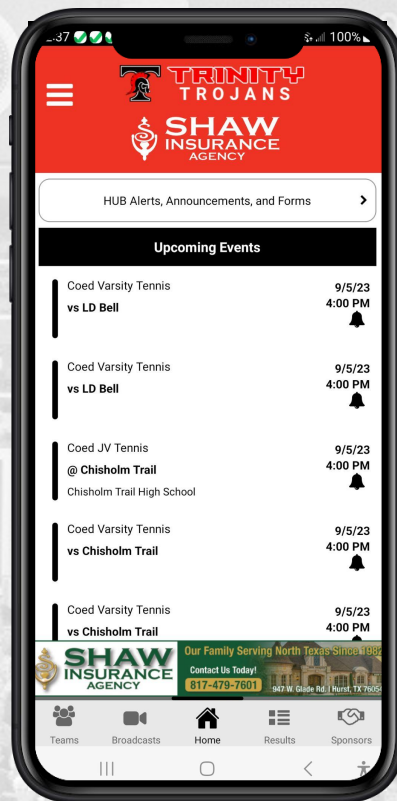 :37
100%
TRINITY
TROJANS
SHAW
INSURANCE
AGENCY
HUB Alerts, Announcements, and Forms
Upcoming Events
Coed Varsity Tennis 9/5/23
vs LD Bell 4:00 PM
Coed Varsity Tennis 9/5/23
vs LD Bell 4:00 PM
Coed JV Tennis 9/5/23
@ Chisholm Trail 4:00 PM
Chisholm Trail High School
Coed Varsity Tennis 9/5/23
vs Chisholm Trail 4:00 PM
Coed Varsity Tennis 9/5/23
vs Chisholm Trail 4:00 PM
SHAW
INSURANCE
AGENCY
Our Family Serving North Texas Since 1982
Contact Us Today!
817-479-7601
947 W. Glade Rd. | Hurst, TX 76054
Teams Broadcasts Home Results Sponsors